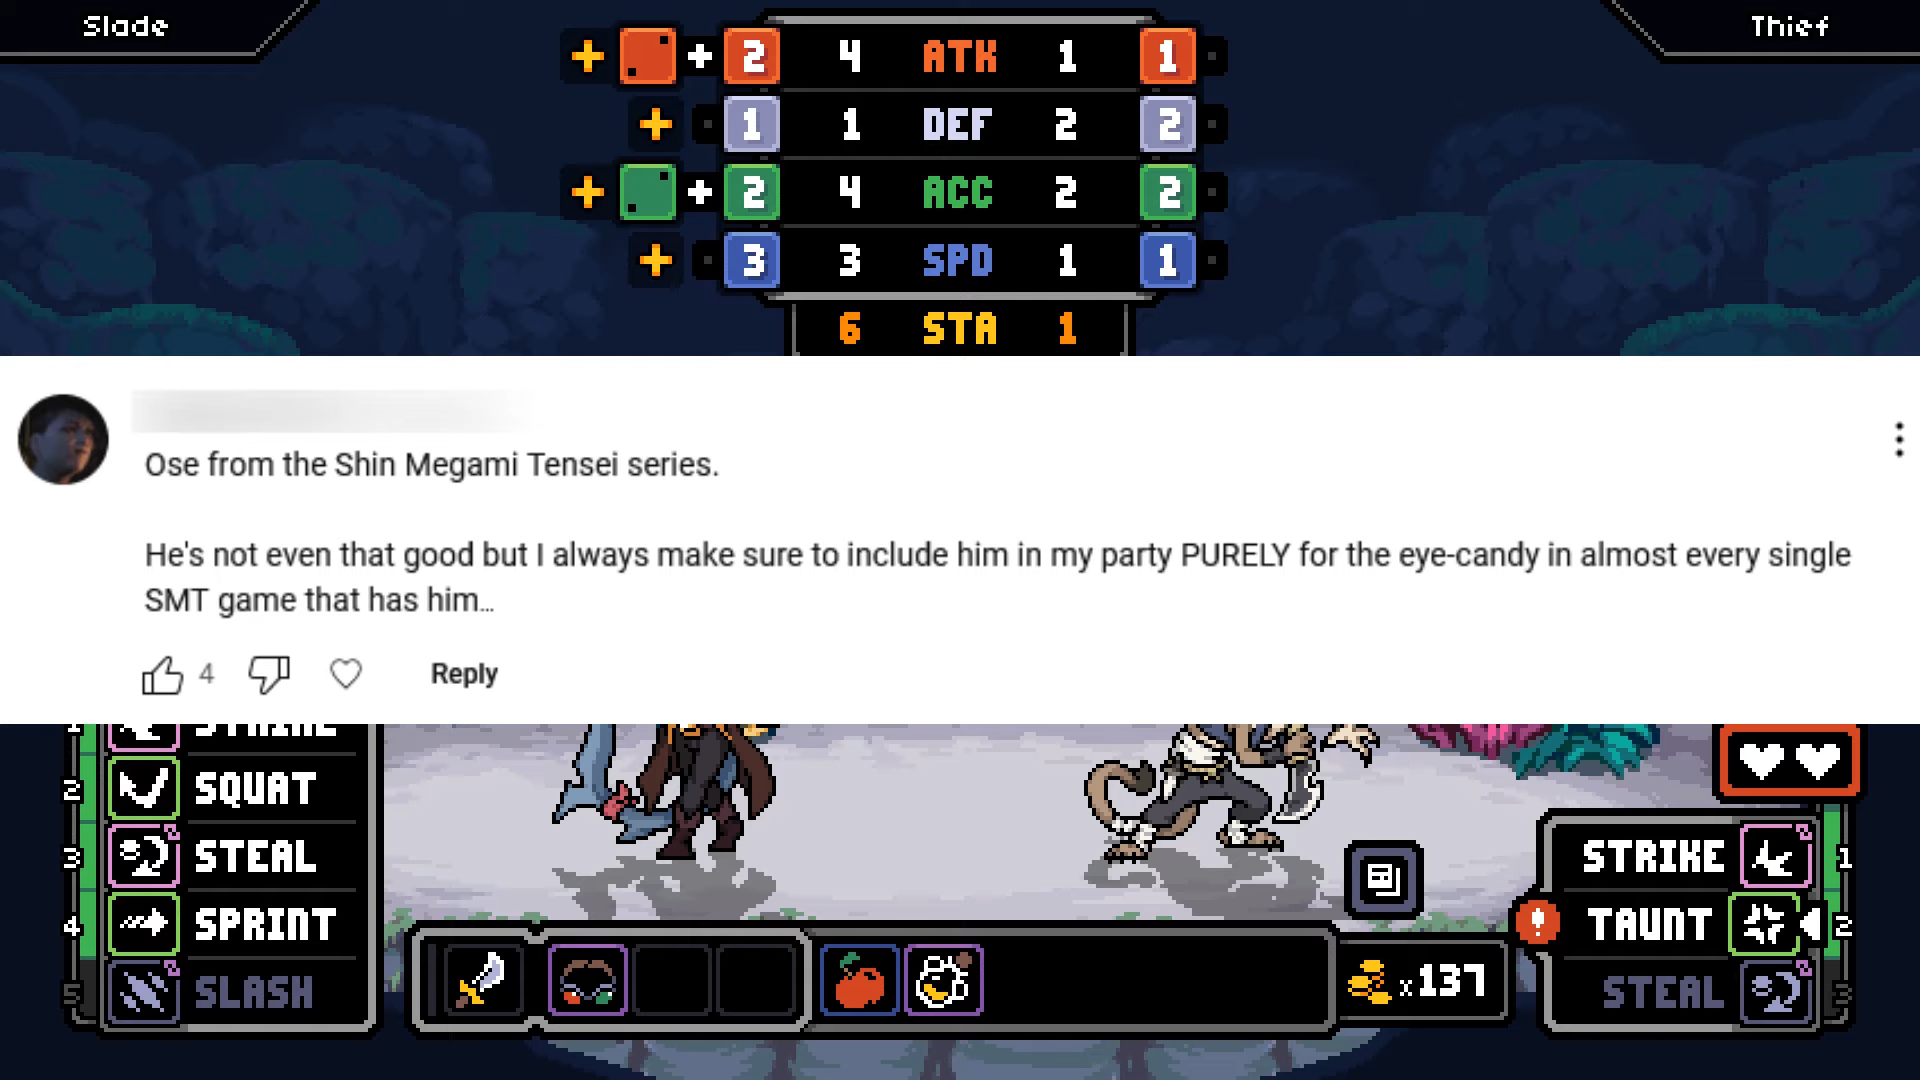 Slade
Thief
+ + 2 4 ATK 1 1
+ 1 1 DEF 2 2
+ + 2 4 ACC 2 2
+ 3 3 SPD 1 1
6 STA 1
Ose from the Shin Megami Tensei series.
He's not even that good but I always make sure to include him in my party PURELY for the eye-candy in almost every single
SMT game that has him...
4 Reply
1 STRIKE
2 SQUAT
3 STEAL
4 SPRINT
5 SLASH
x137
STRIKE 1
! TAUNT 2
STEAL 3